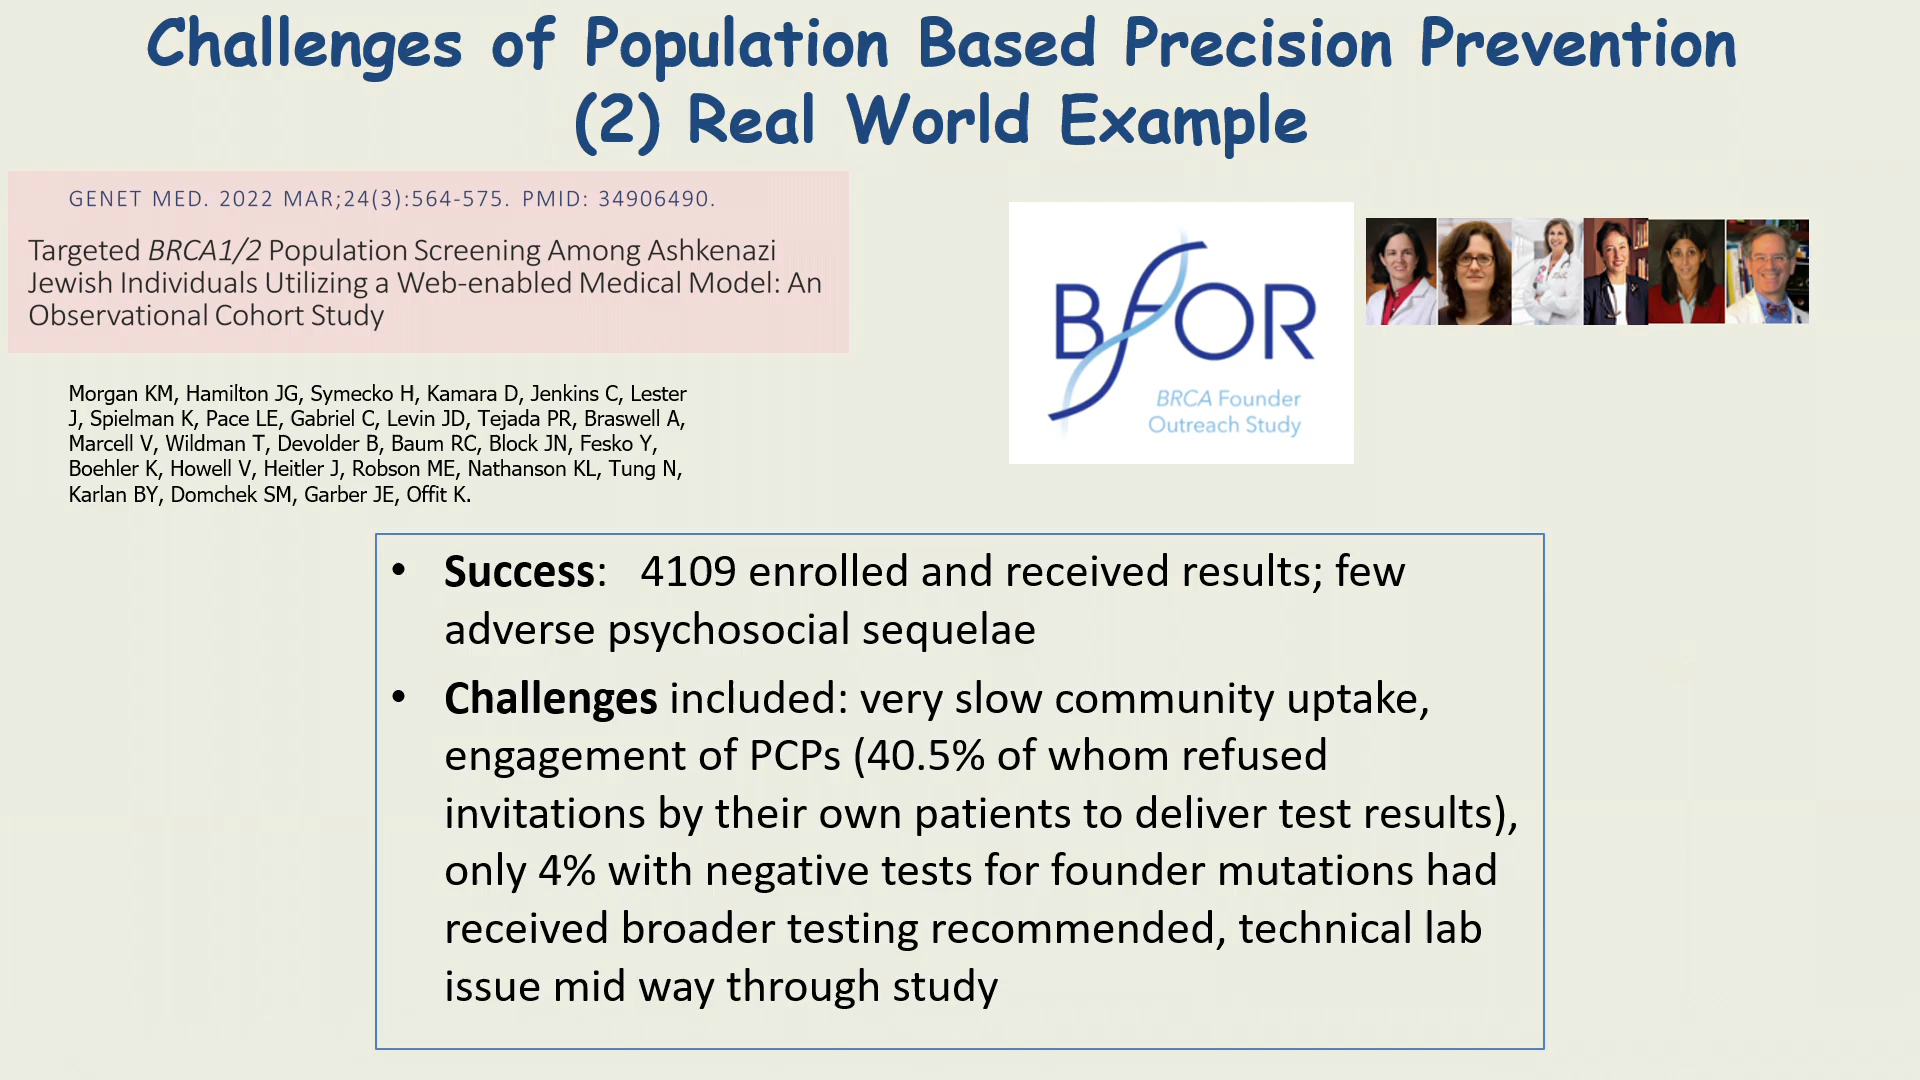 Challenges of Population Based Precision Prevention
(2) Real World Example
GENET MED. 2022 MAR;24(3):564-575. PMID: 34906490.
Targeted BRCA1/2 Population Screening Among Ashkenazi
Jewish Individuals Utilizing a Web-enabled Medical Model: An
Observational Cohort Study
Morgan KM, Hamilton JG, Symecko H, Kamara D, Jenkins C, Lester
J, Spielman K, Pace LE, Gabriel C, Levin JD, Tejada PR, Braswell A,
Marcell V, Wildman T, Devolder B, Baum RC, Block JN, Fesko Y,
Boehler K, Howell V, Heitler J, Robson ME, Nathanson KL, Tung N,
Karlan BY, Domchek SM, Garber JE, Offit K.
BFOR
BRCA Founder
Outreach Study
• Success: 4109 enrolled and received results; few
adverse psychosocial sequelae
• Challenges included: very slow community uptake,
engagement of PCPs (40.5% of whom refused
invitations by their own patients to deliver test results),
only 4% with negative tests for founder mutations had
received broader testing recommended, technical lab
issue mid way through study